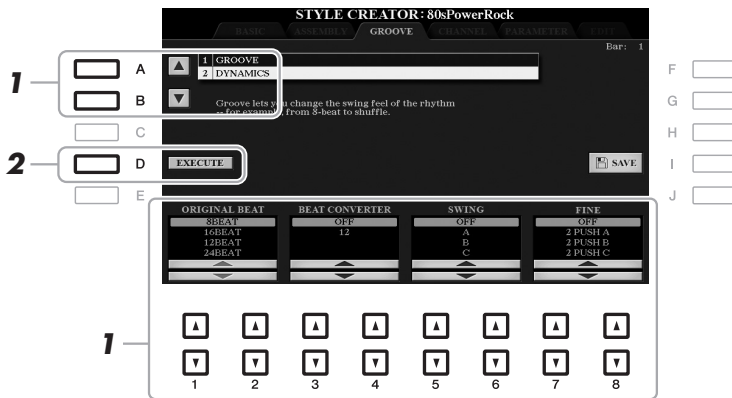 STYLE CREATOR: 80sPowerRock
BASIC ASSEMBLY GROOVE CHANNEL PARAMETER EDIT
Bar: 1
1 GROOVE
2 DYNAMICS
Groove lets you change the swing feel of the rhythm
-- for example, from 8-beat to shuffle.
EXECUTE
SAVE
1
A
B
C
2
D
E
F
G
H
I
J
ORIGINAL BEAT BEAT CONVERTER SWING FINE
8BEAT OFF OFF OFF
16BEAT 12 A 2 PUSH A
12BEAT B 2 PUSH B
24BEAT C 2 PUSH C
1
1 2 3 4 5 6 7 8